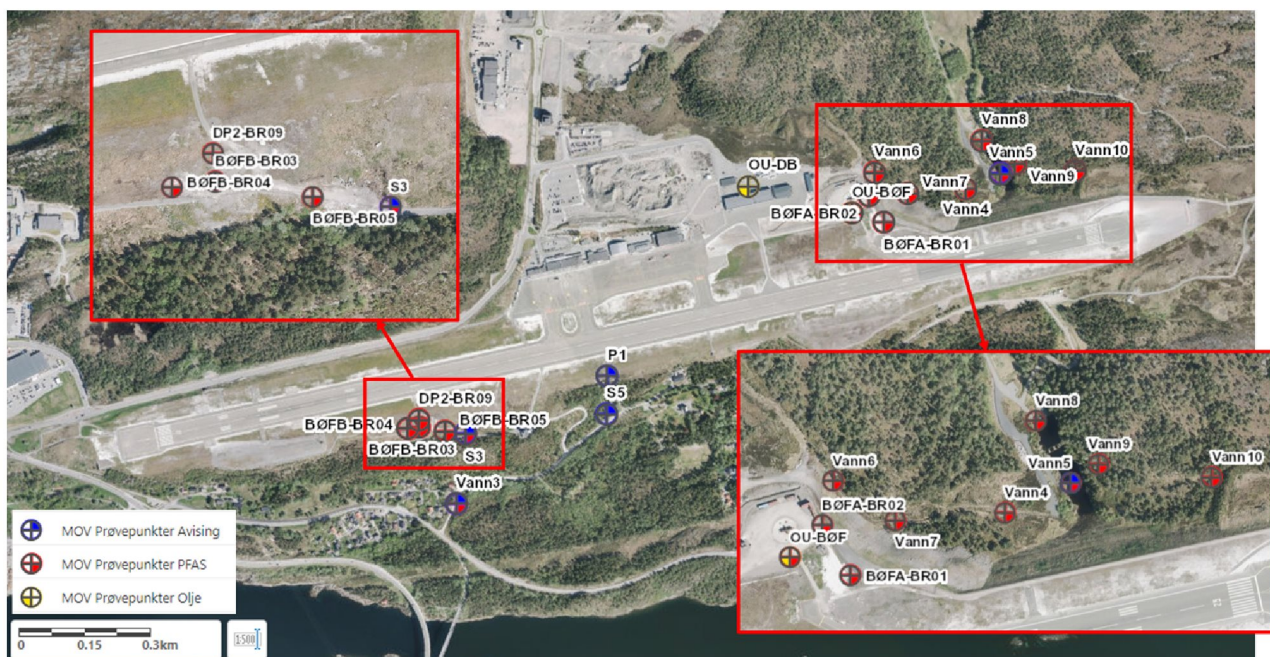 DP2-BR09
BØFB-BR03
BØFB-BR04
S3
BØFB-BR05
OU-DB
Vann8
Vann6
Vann5
Vann10
OU-BØF
Vann7
Vann9
BØFA-BR02
Vann4
BØFA-BR01
P1
S5
DP2-BR09
BØFB-BR04
BØFB-BR05
BØFB-BR03
S3
Vann3
Vann8
Vann9
Vann6
Vann5
Vann10
BØFA-BR02
Vann4
OU-BØF
Vann7
BØFA-BR01
MOV Prøvepunkter Avising
MOV Prøvepunkter PFAS
MOV Prøvepunkter Olje
0 0.15 0.3km